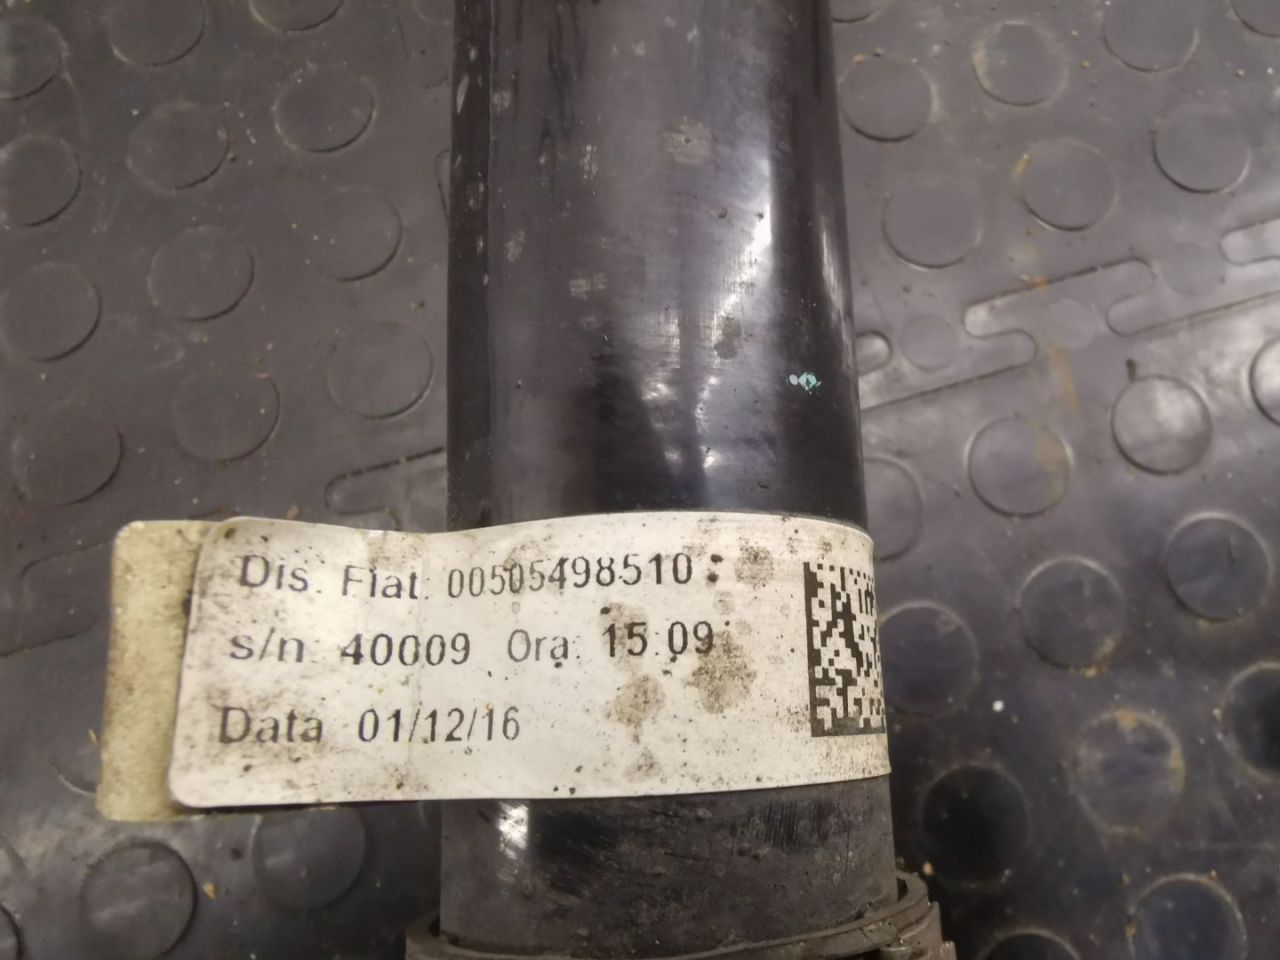 Dis. Fiat: 00505498510
s/n: 40009 Ora: 15:09
Data 01/12/16